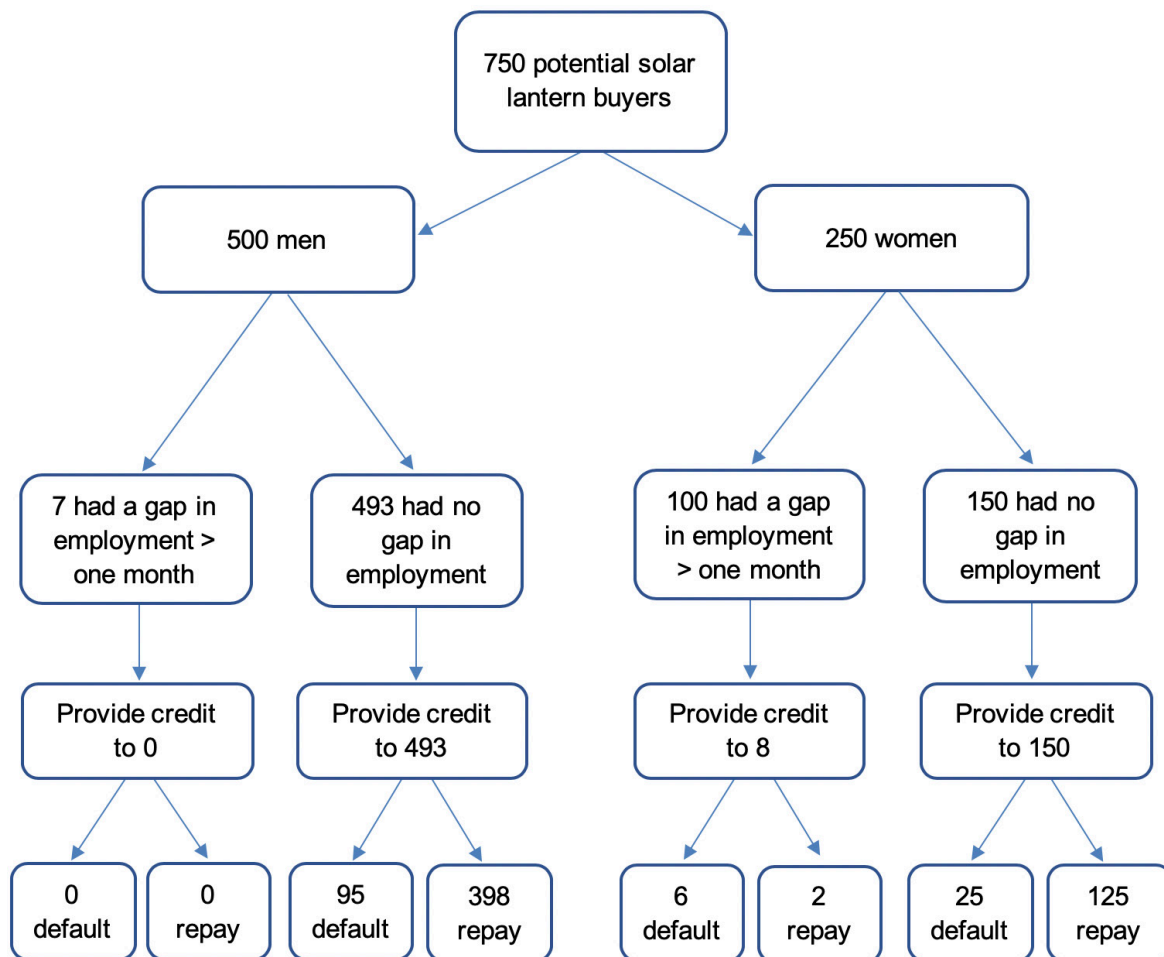 750 potential solar
lantern buyers
500 men
250 women
7 had a gap in
employment >
one month
493 had no
gap in
employment
100 had a gap
in employment
> one month
150 had no
gap in
employment
Provide credit
to 0
Provide credit
to 493
Provide credit
to 8
Provide credit
to 150
0
default
0
repay
95
default
398
repay
6
default
2
repay
25
default
125
repay